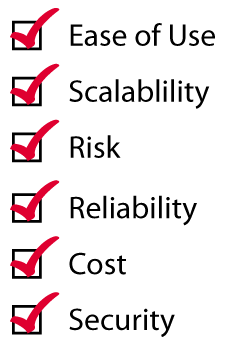 Ease of Use
Scalablility
Risk
Reliability
Cost
Security